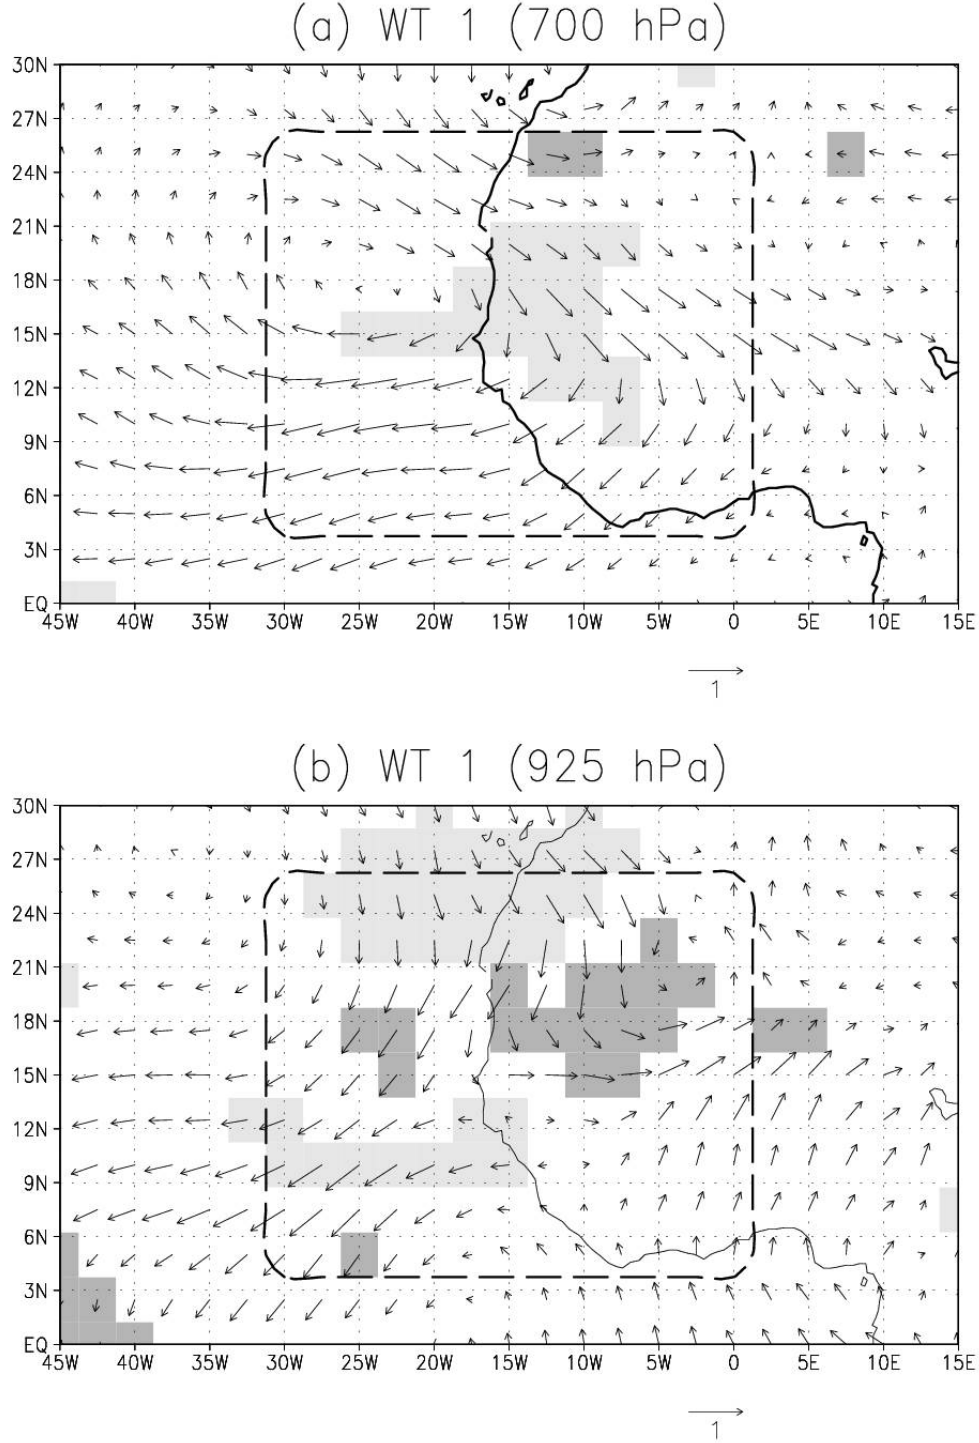 (a) WT 1 (700 hPa)
30N
27N
24N
21N
18N
15N
12N
9N
6N
3N
EQ
45W 40W 35W 30W 25W 20W 15W 10W 5W 0 5E 10E 15E
1
(b) WT 1 (925 hPa)
30N
27N
24N
21N
18N
15N
12N
9N
6N
3N
EQ
45W 40W 35W 30W 25W 20W 15W 10W 5W 0 5E 10E 15E
1